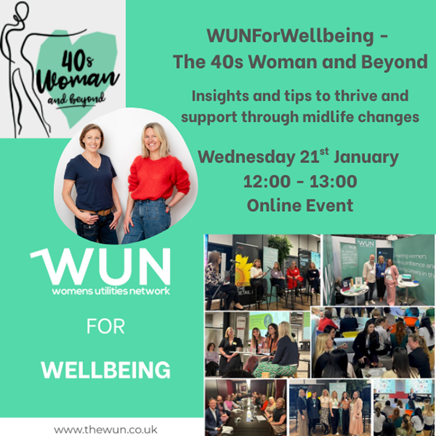 40s
Woman
and beyond
WUNForWellbeing -
The 40s Woman and Beyond
Insights and tips to thrive and
support through midlife changes
Wednesday 21st January
12:00 - 13:00
Online Event
WUN
womens utilities network
FOR
WELLBEING
www.thewun.co.uk
WUN